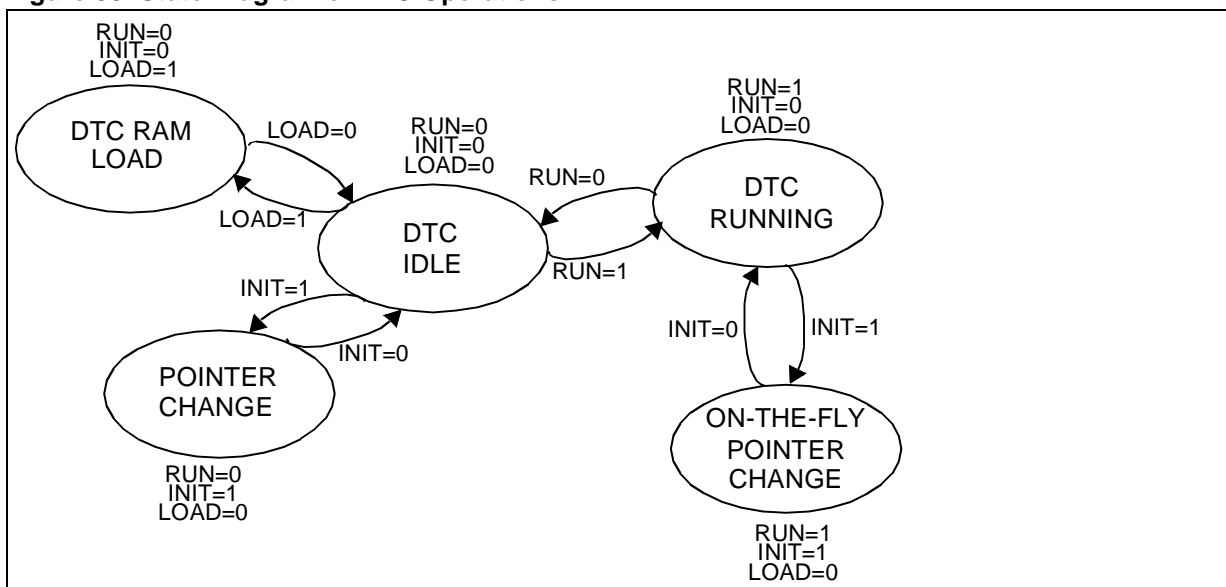 RUN=0
INIT=0
LOAD=1
DTC RAM
LOAD
LOAD=0
LOAD=1
RUN=0
INIT=0
LOAD=0
DTC
IDLE
RUN=0
RUN=1
RUN=1
INIT=0
LOAD=0
DTC
RUNNING
INIT=1
INIT=0
POINTER
CHANGE
RUN=0
INIT=1
LOAD=0
INIT=0
INIT=1
ON-THE-FLY
POINTER
CHANGE
RUN=1
INIT=1
LOAD=0